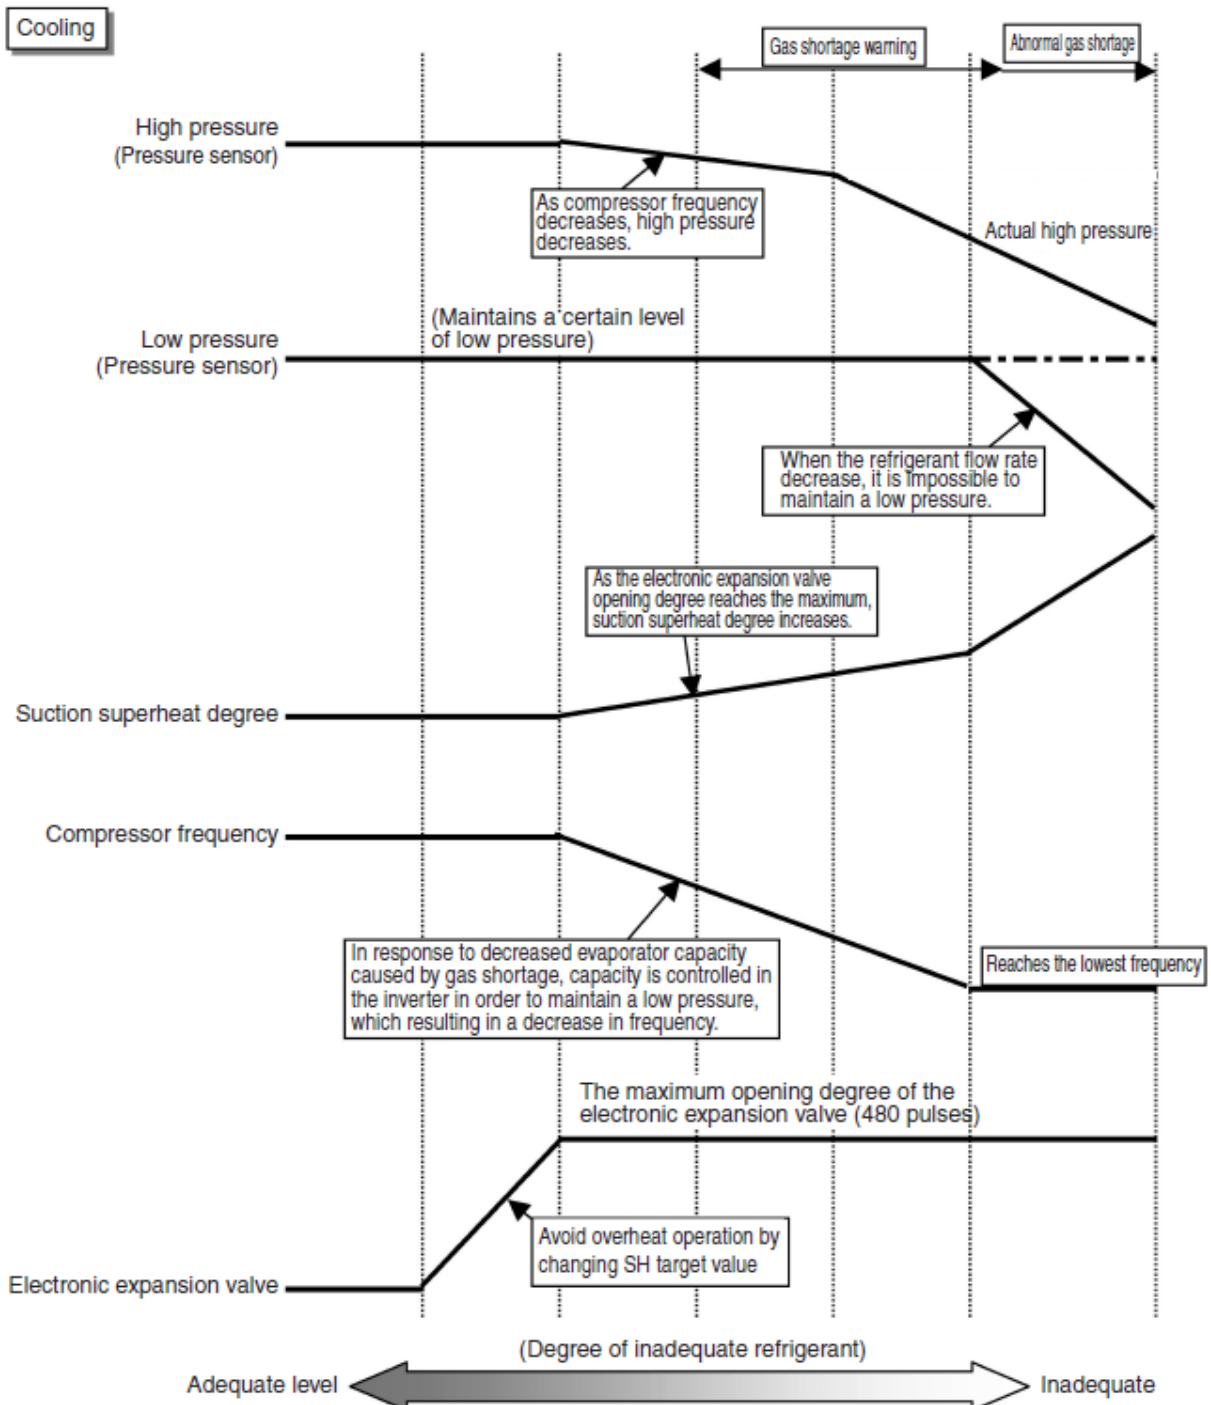 Cooling
Gas shortage warning
Abnormal gas shortage
High pressure
(Pressure sensor)
As compressor frequency
decreases, high pressure
decreases.
Actual high pressure
(Maintains a certain level
of low pressure)
Low pressure
(Pressure sensor)
When the refrigerant flow rate
decrease, it is impossible to
maintain a low pressure.
As the electronic expansion valve
opening degree reaches the maximum,
suction superheat degree increases.
Suction superheat degree
Compressor frequency
In response to decreased evaporator capacity
caused by gas shortage, capacity is controlled in
the inverter in order to maintain a low pressure,
which resulting in a decrease in frequency.
Reaches the lowest frequency
The maximum opening degree of the
electronic expansion valve (480 pulses)
Avoid overheat operation by
changing SH target value
Electronic expansion valve
(Degree of inadequate refrigerant)
Adequate level
Inadequate